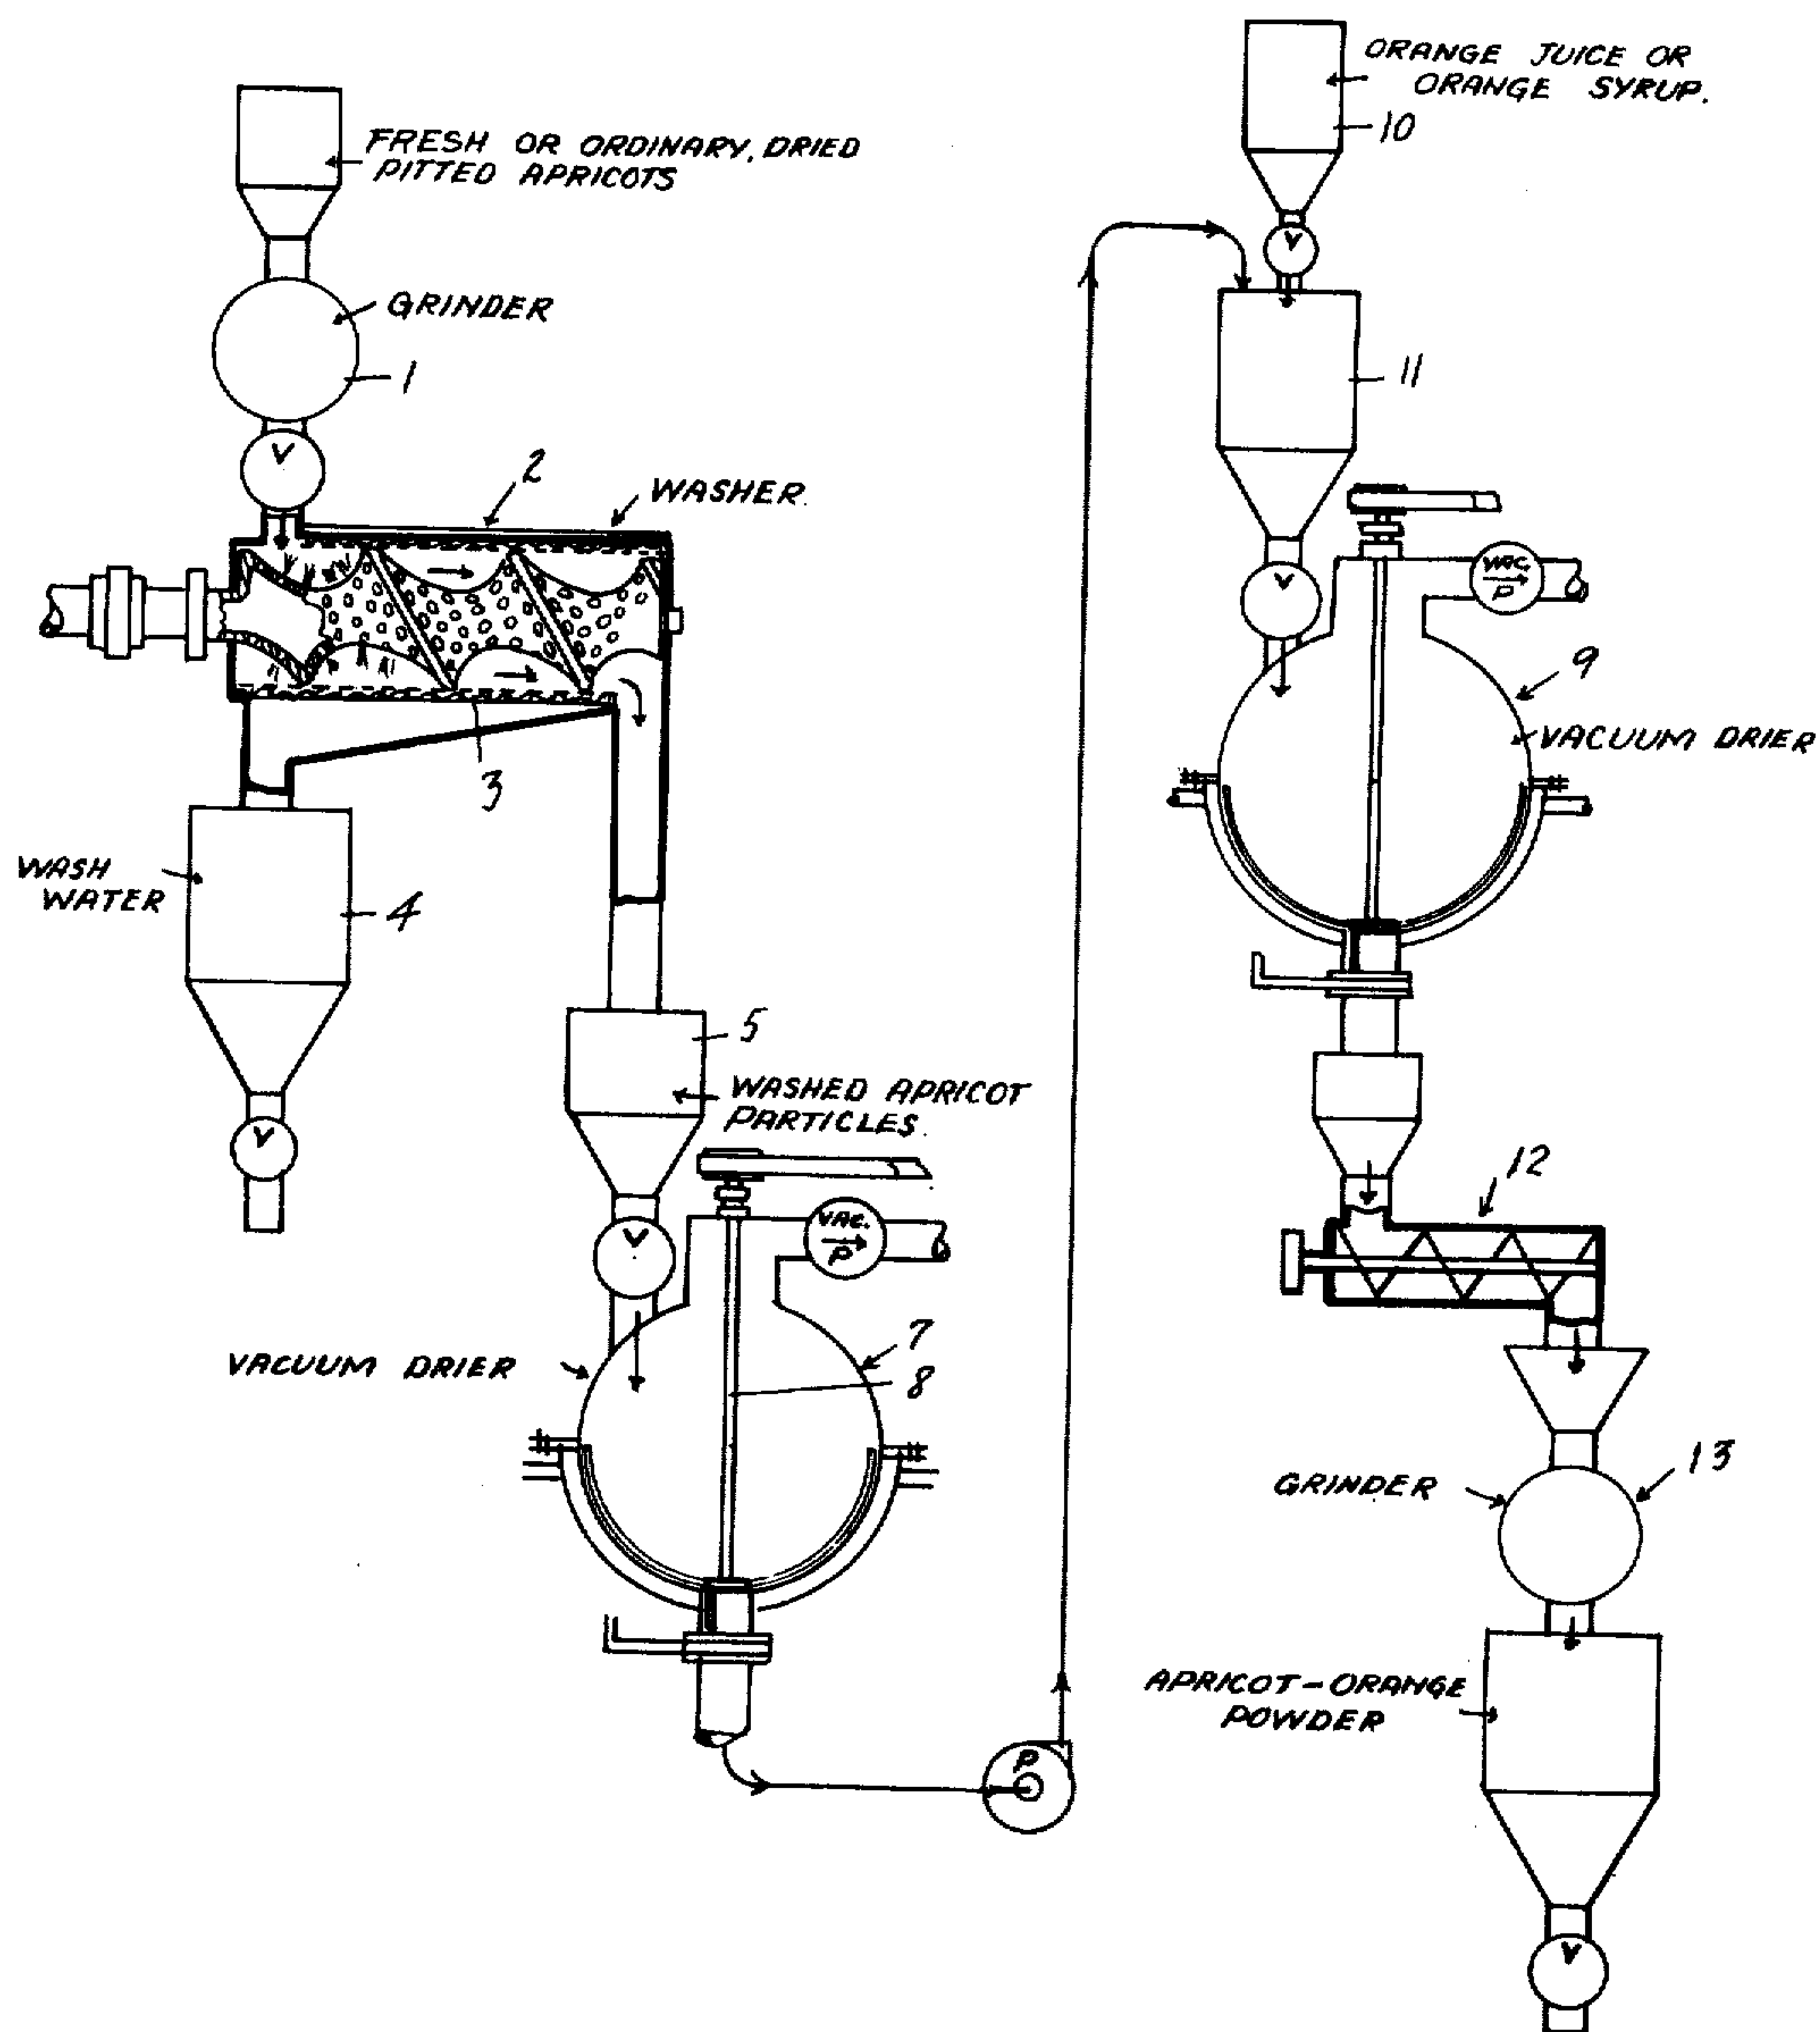 FRESH OR ORDINARY, DRIED
PITTED APRICOTS
GRINDER
1
V
2
WASHER.
3
WASH
WATER
4
V
5
WASHED APRICOT
PARTICLES.
V
VAC.
P
VACUUM DRIER
7
8
P
ORANGE JUICE OR
ORANGE SYRUP.
10
V
11
V
VAC.
P
9
VACUUM DRIER
12
13
GRINDER
APRICOT-ORANGE
POWDER
V